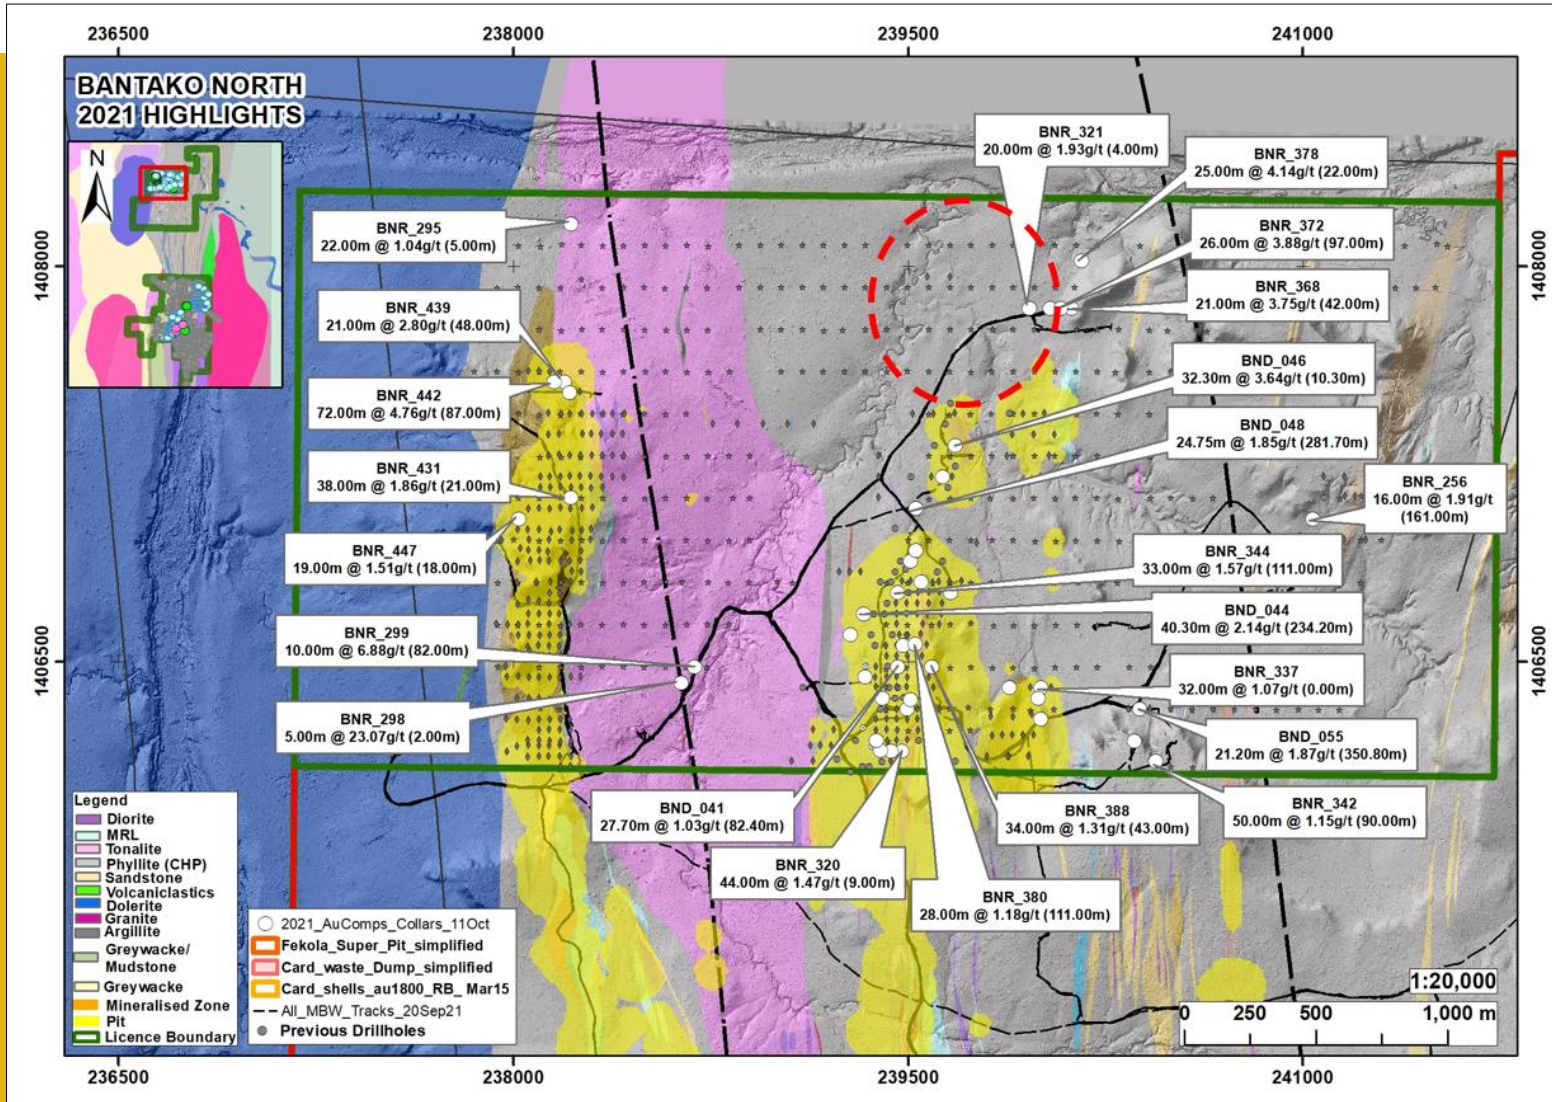 236500
238000
239500
241000
BANTAKO NORTH
2021 HIGHLIGHTS
N
1408000
1406500
1408000
1406500
BNR_321
20.00m @ 1.93g/t (4.00m)
BNR_378
25.00m @ 4.14g/t (22.00m)
BNR_295
22.00m @ 1.04g/t (5.00m)
BNR_372
26.00m @ 3.88g/t (97.00m)
BNR_368
21.00m @ 3.75g/t (42.00m)
BNR_439
21.00m @ 2.80g/t (48.00m)
BND_046
32.30m @ 3.64g/t (10.30m)
BNR_442
72.00m @ 4.76g/t (87.00m)
BND_048
24.75m @ 1.85g/t (281.70m)
BNR_431
38.00m @ 1.86g/t (21.00m)
BNR_256
16.00m @ 1.91g/t
(161.00m)
BNR_447
19.00m @ 1.51g/t (18.00m)
BNR_344
33.00m @ 1.57g/t (111.00m)
BND_044
40.30m @ 2.14g/t (234.20m)
BNR_299
10.00m @ 6.88g/t (82.00m)
BNR_337
32.00m @ 1.07g/t (0.00m)
BNR_298
5.00m @ 23.07g/t (2.00m)
BND_055
21.20m @ 1.87g/t (350.80m)
BND_041
27.70m @ 1.03g/t (82.40m)
BNR_388
34.00m @ 1.31g/t (43.00m)
BNR_342
50.00m @ 1.15g/t (90.00m)
BNR_320
44.00m @ 1.47g/t (9.00m)
BNR_380
28.00m @ 1.18g/t (111.00m)
Legend
Diorite
MRL
Tonalite
Phyllite (CHP)
Sandstone
Volcaniclastics
Dolerite
Granite
Argillite
Greywacke/
Mudstone
Greywacke
Mineralised Zone
Pit
Licence Boundary
2021_AuComps_Collars_11Oct
Fekola_Super_Pit_simplified
Card_waste_Dump_simplified
Card_shells_au1800_RB_ Mar15
All_MBW_Tracks_20Sep21
Previous Drillholes
1:20,000
0 250 500 1,000 m
236500
238000
239500
241000